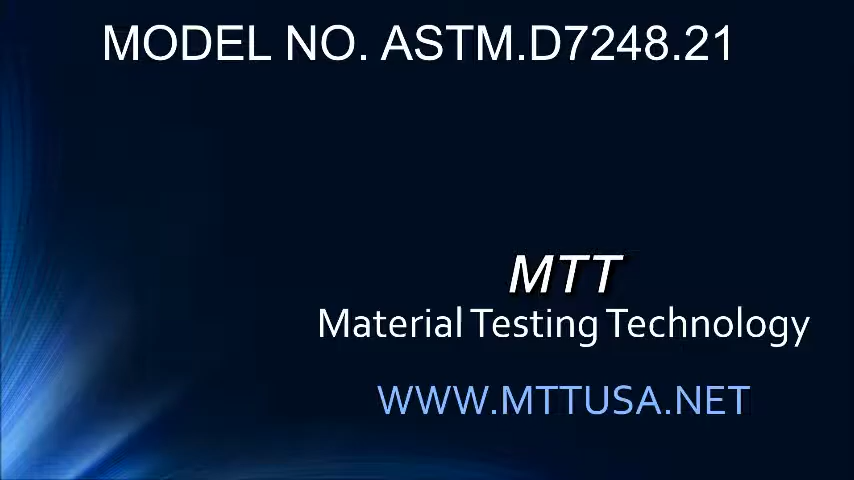 MODEL NO. ASTM.D7248.21
MTT
Material Testing Technology
WWW.MTTUSA.NET